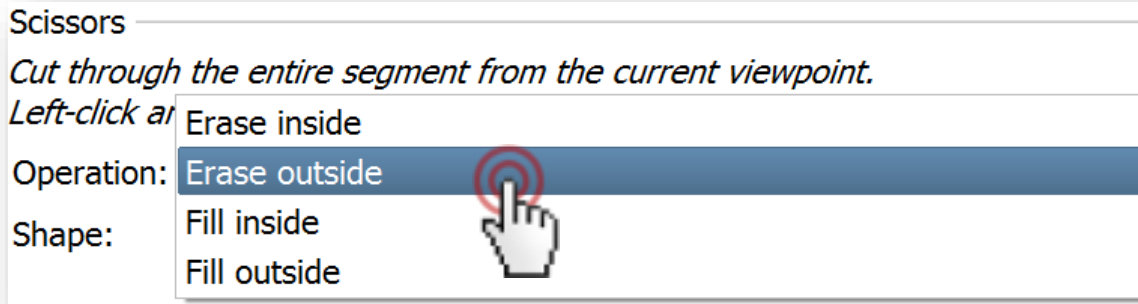 Scissors
Cut through the entire segment from the current viewpoint.
Left-click
Erase inside
Operation: Erase outside
Shape: Fill inside
Fill outside